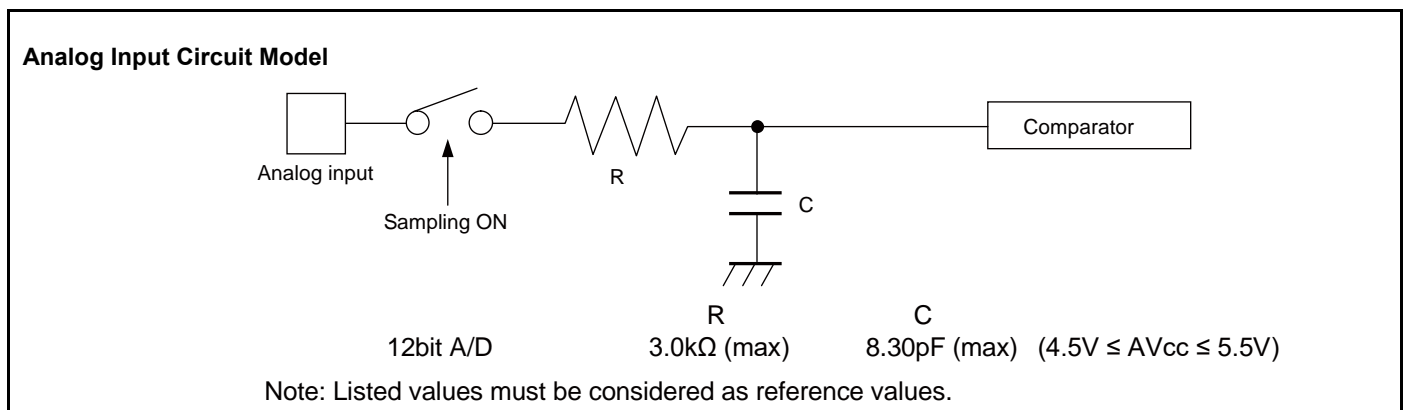 Analog Input Circuit Model
Comparator
Analog input
R
C
Sampling ON
R C
12bit A/D 3.0kΩ (max) 8.30pF (max) (4.5V ≤ AVcc ≤ 5.5V)
Note: Listed values must be considered as reference values.